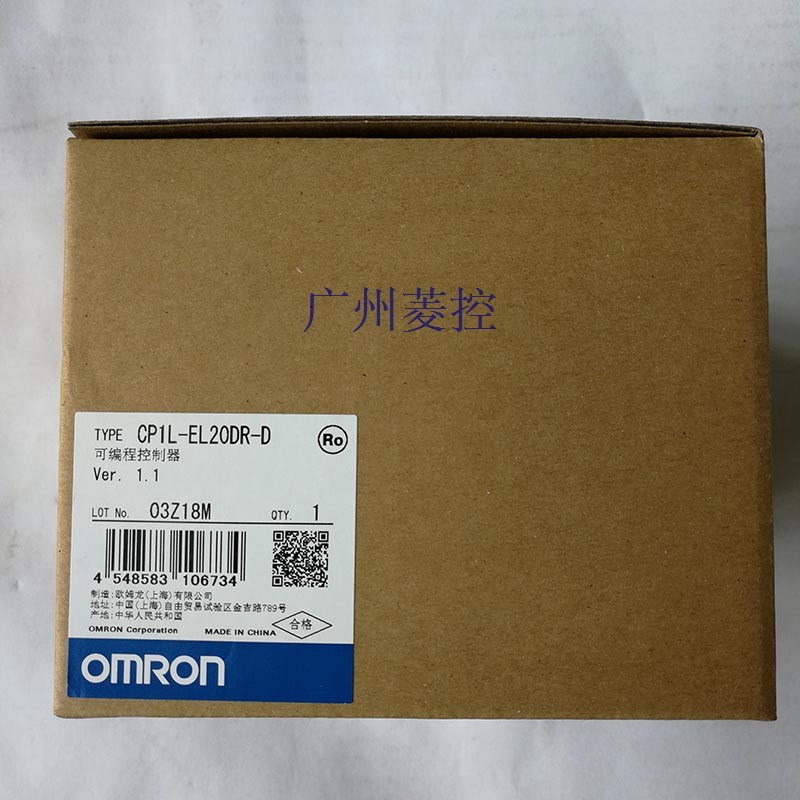 广州菱控
TYPE CP1L-EL20DR-D
Ro
可编程控制器
Ver. 1.1
LOT No. 03Z18M QTY. 1
4 548583 106734
制造:欧姆龙(上海)有限公司
地址:中国(上海)自由贸易试验区金吉路789号
产地:中华人民共和国
OMRON Corporation MADE IN CHINA
合格
OMRON